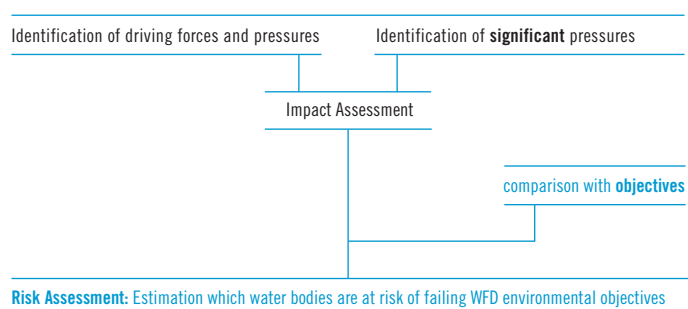 Identification of driving forces and pressures
Identification of significant pressures
Impact Assessment
comparison with objectives
Risk Assessment: Estimation which water bodies are at risk of failing WFD environmental objectives